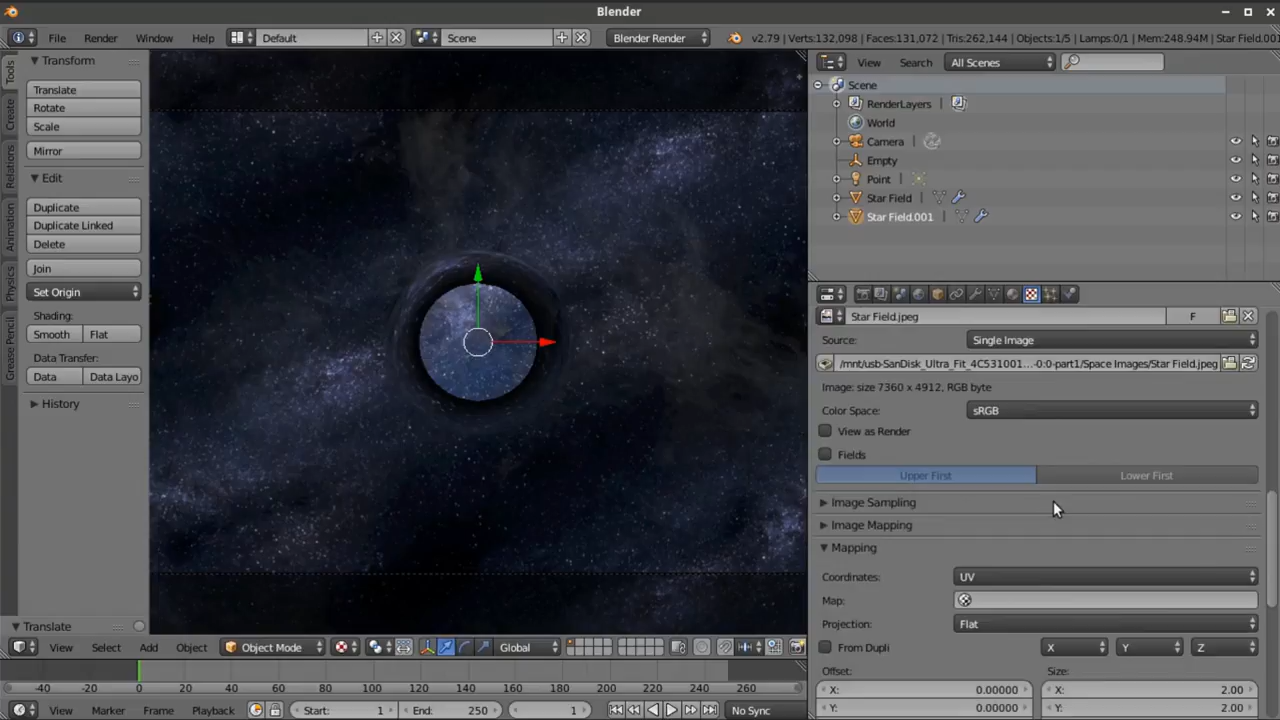 Blender
File Render Window Help Default Scene Blender Render v2.79 | Verts:132,098 | Faces:131,072 | Tris:262,144 | Objects:1/5 | Lamps:0/1 | Mem:248.94M | Star Field.001
Transform
Translate
Rotate
Scale
Mirror
Edit
Duplicate
Duplicate Linked
Delete
Join
Set Origin
Shading:
Smooth Flat
Data Transfer:
Data Data Layo
History
Translate
Tools
Create
Relations
Animation
Physics
Grease Pencil
View Search All Scenes
Scene
RenderLayers
World
Camera
Empty
Point
Star Field
Star Field.001
Star Field.jpeg F
Source: Single Image
/mnt/usb-SanDisk_Ultra_Fit_4C531001...-0:0-part1/Space Images/Star Field.jpeg
Image: size 7360 x 4912, RGB byte
Color Space: sRGB
View as Render
Fields
Upper First Lower First
Image Sampling
Image Mapping
Mapping
Coordinates: UV
Map:
Projection: Flat
From Dupli X Y Z
Offset: Size:
X: 0.00000 X: 2.00
Y: 0.00000 Y: 2.00
View Select Add Object Object Mode Global
-40 -20 0 20 40 60 80 100 120 140 160 180 200 220 240 260
View Marker Frame Playback Start: 1 End: 250 1 No Sync